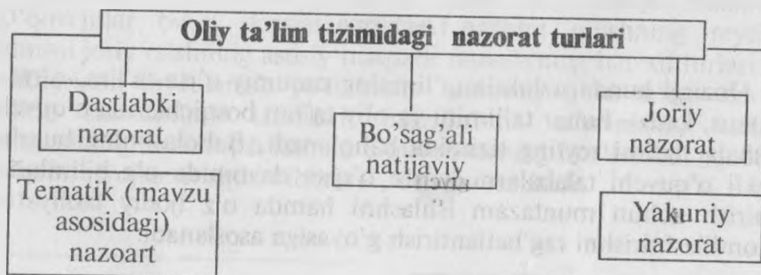 Oliy ta'lim tizimidagi nazorat turlari
Dastlabki
nazorat
Tematik (mayzu
asosidagi)
nazoart
Bo'sag'ali
natijaviy
Joriy
nazorat
Yakuniy
nazorat